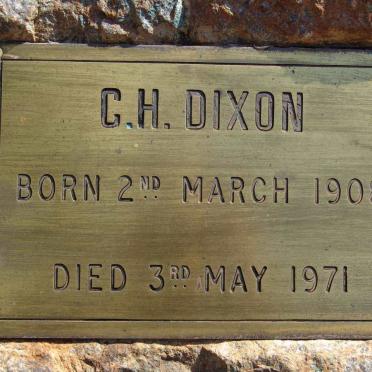 C.H. DIXON
BORN 2ND MARCH
DIED 3RD MAY 1971